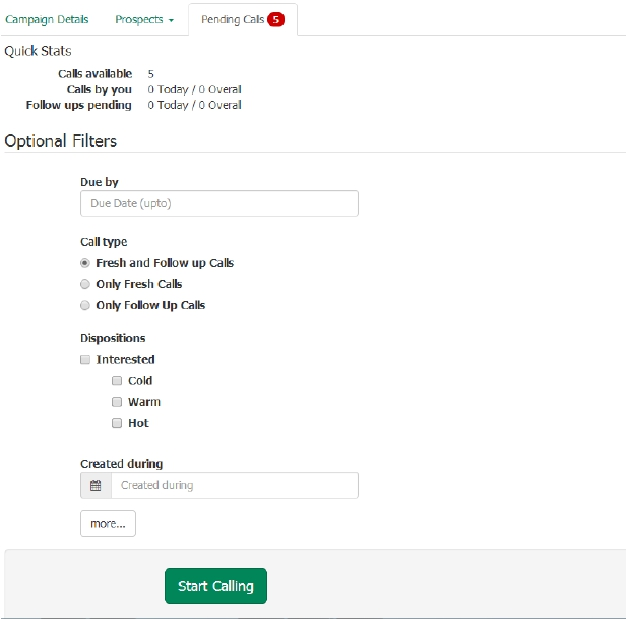 Campaign Details Prospects Pending Calls 5
Quick Stats
Calls available 5
Calls by you 0 Today / 0 Overal
Follow ups pending 0 Today / 0 Overal
Optional Filters
Due by
Due Date (upto)
Call type
Fresh and Follow up Calls
Only Fresh Calls
Only Follow Up Calls
Dispositions
Interested
Cold
Warm
Hot
Created during
Created during
more...
Start Calling